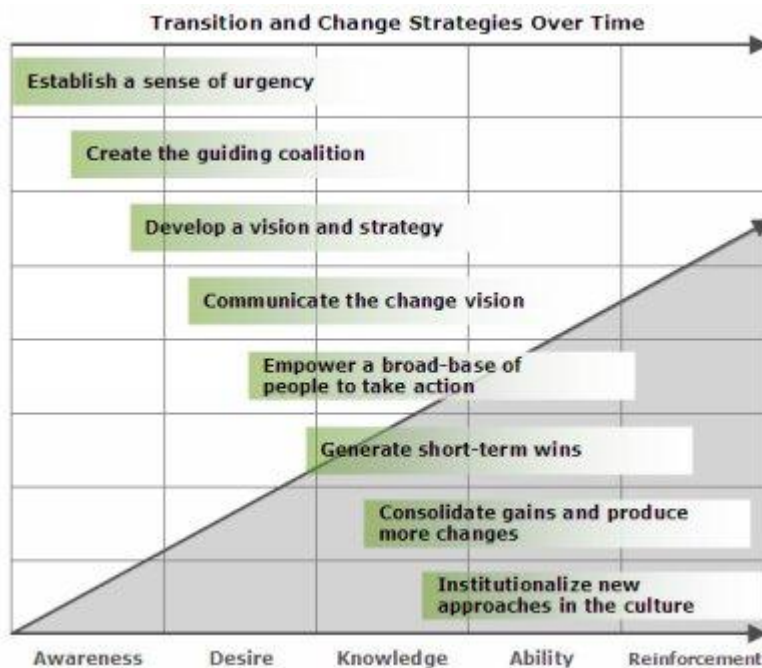 Transition and Change Strategies Over Time
Establish a sense of urgency
Create the guiding coalition
Develop a vision and strategy
Communicate the change vision
Empower a broad-base of
people to take action
Generate short-term wins
Consolidate gains and produce
more changes
Institutionalize new
approaches in the culture
Awareness Desire Knowledge Ability Reinforcement